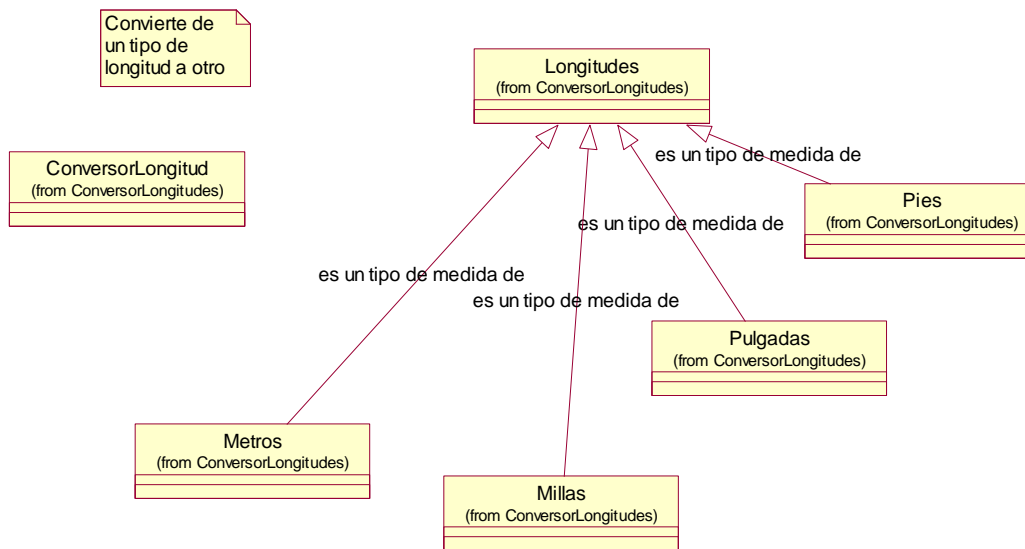 Convierte de
un tipo de
longitud a otro
Longitudes
(from ConversorLongitudes)
ConversorLongitud
(from ConversorLongitudes)
es un tipo de medida de
Pies
(from ConversorLongitudes)
es un tipo de medida de
es un tipo de medida de
es un tipo de medida de
Pulgadas
(from ConversorLongitudes)
Metros
(from ConversorLongitudes)
Millas
(from ConversorLongitudes)